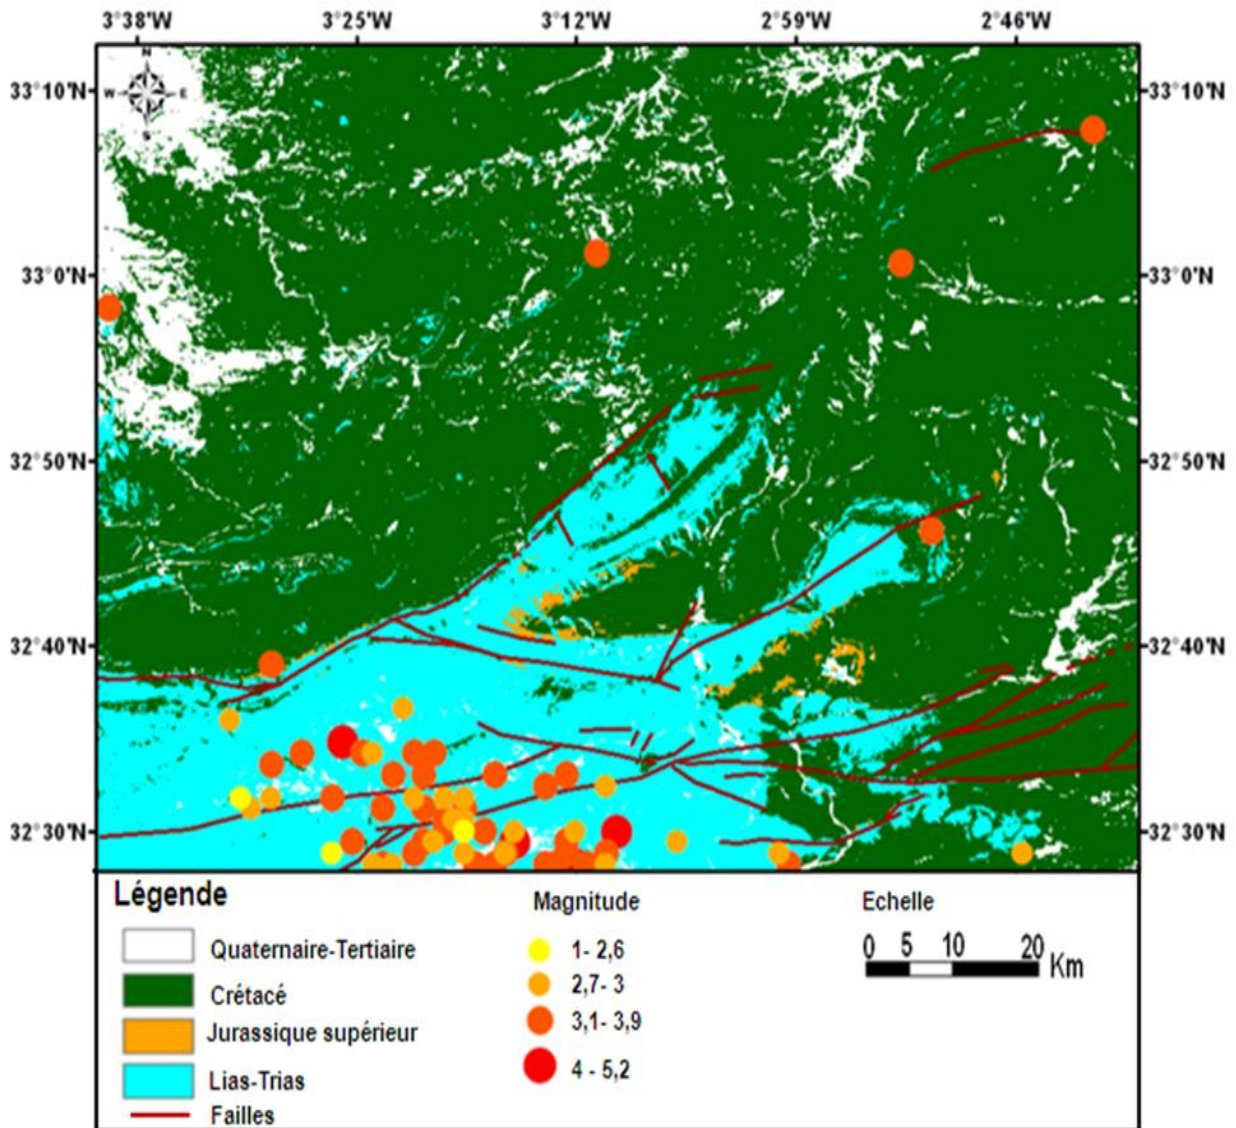 3°38'W 3°25'W 3°12'W 2°59'W 2°46'W
N
W E
S
33°10'N 33°10'N
33°0'N 33°0'N
32°50'N 32°50'N
32°40'N 32°40'N
32°30'N 32°30'N
Légende
Quaternaire-Tertiaire
Crétacé
Jurassique supérieur
Lias-Trias
Failles
Magnitude
1- 2,6
2,7- 3
3,1- 3,9
4 - 5,2
Echelle
0 5 10 20 Km